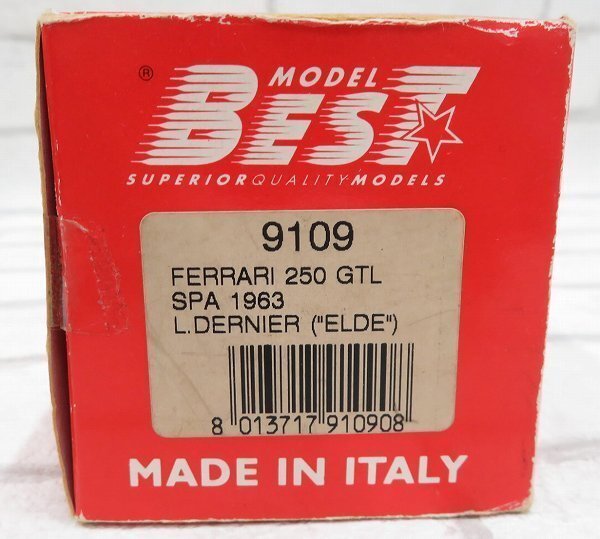 MODEL
® BEST
SUPERIORQUALITYMODELS
9109
FERRARI 250 GTL
SPA 1963
L.DERNIER ("ELDE")
8 013717 910908
MADE IN ITALY